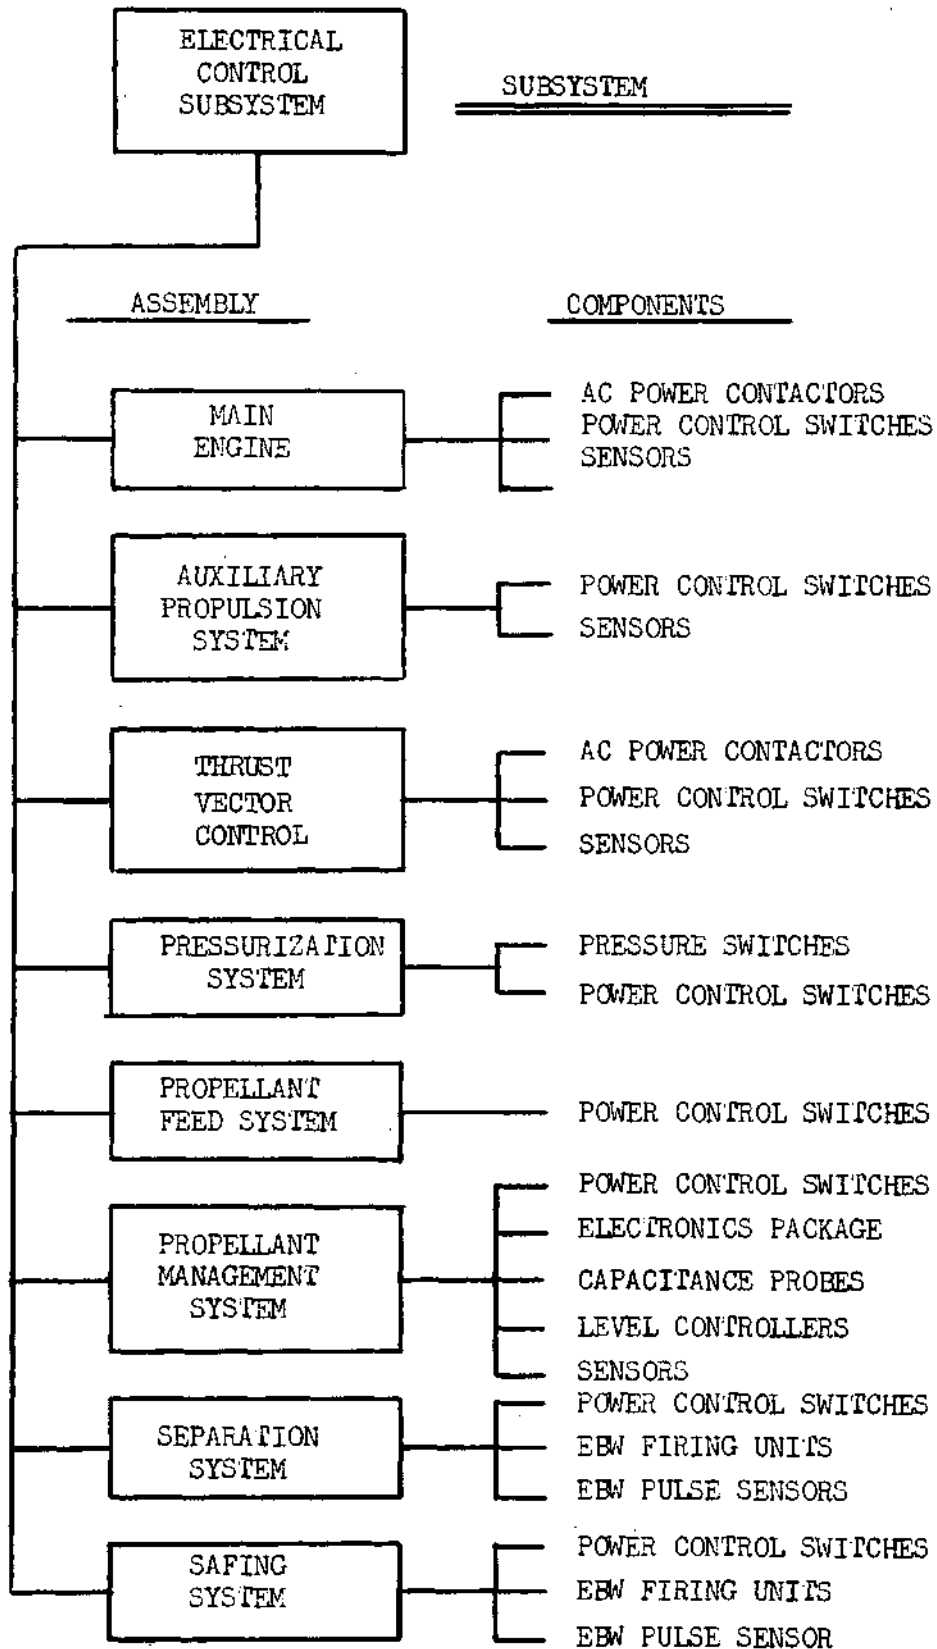 ELECTRICAL
CONTROL
SUBSYSTEM
SUBSYSTEM
ASSEMBLY
COMPONENTS
MAIN
ENGINE
AC POWER CONTACTORS
POWER CONTROL SWITCHES
SENSORS
AUXILIARY
PROPULSION
SYSTEM
POWER CONTROL SWITCHES
SENSORS
THRUST
VECTOR
CONTROL
AC POWER CONTACTORS
POWER CONTROL SWITCHES
SENSORS
PRESSURIZATION
SYSTEM
PRESSURE SWITCHES
POWER CONTROL SWITCHES
PROPELLANT
FEED SYSTEM
POWER CONTROL SWITCHES
PROPELLANT
MANAGEMENT
SYSTEM
POWER CONTROL SWITCHES
ELECTRONICS PACKAGE
CAPACITANCE PROBES
LEVEL CONTROLLERS
SENSORS
SEPARATION
SYSTEM
POWER CONTROL SWITCHES
EBW FIRING UNITS
EBW PULSE SENSORS
SAFING
SYSTEM
POWER CONTROL SWITCHES
EBW FIRING UNITS
EBW PULSE SENSOR